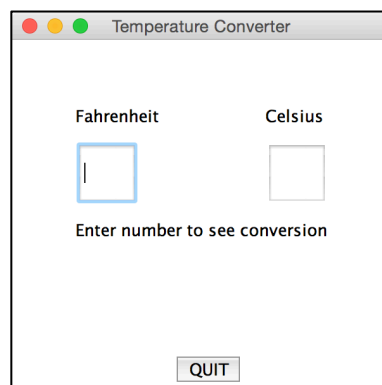 Temperature Converter
Fahrenheit Celsius
Enter number to see conversion
QUIT